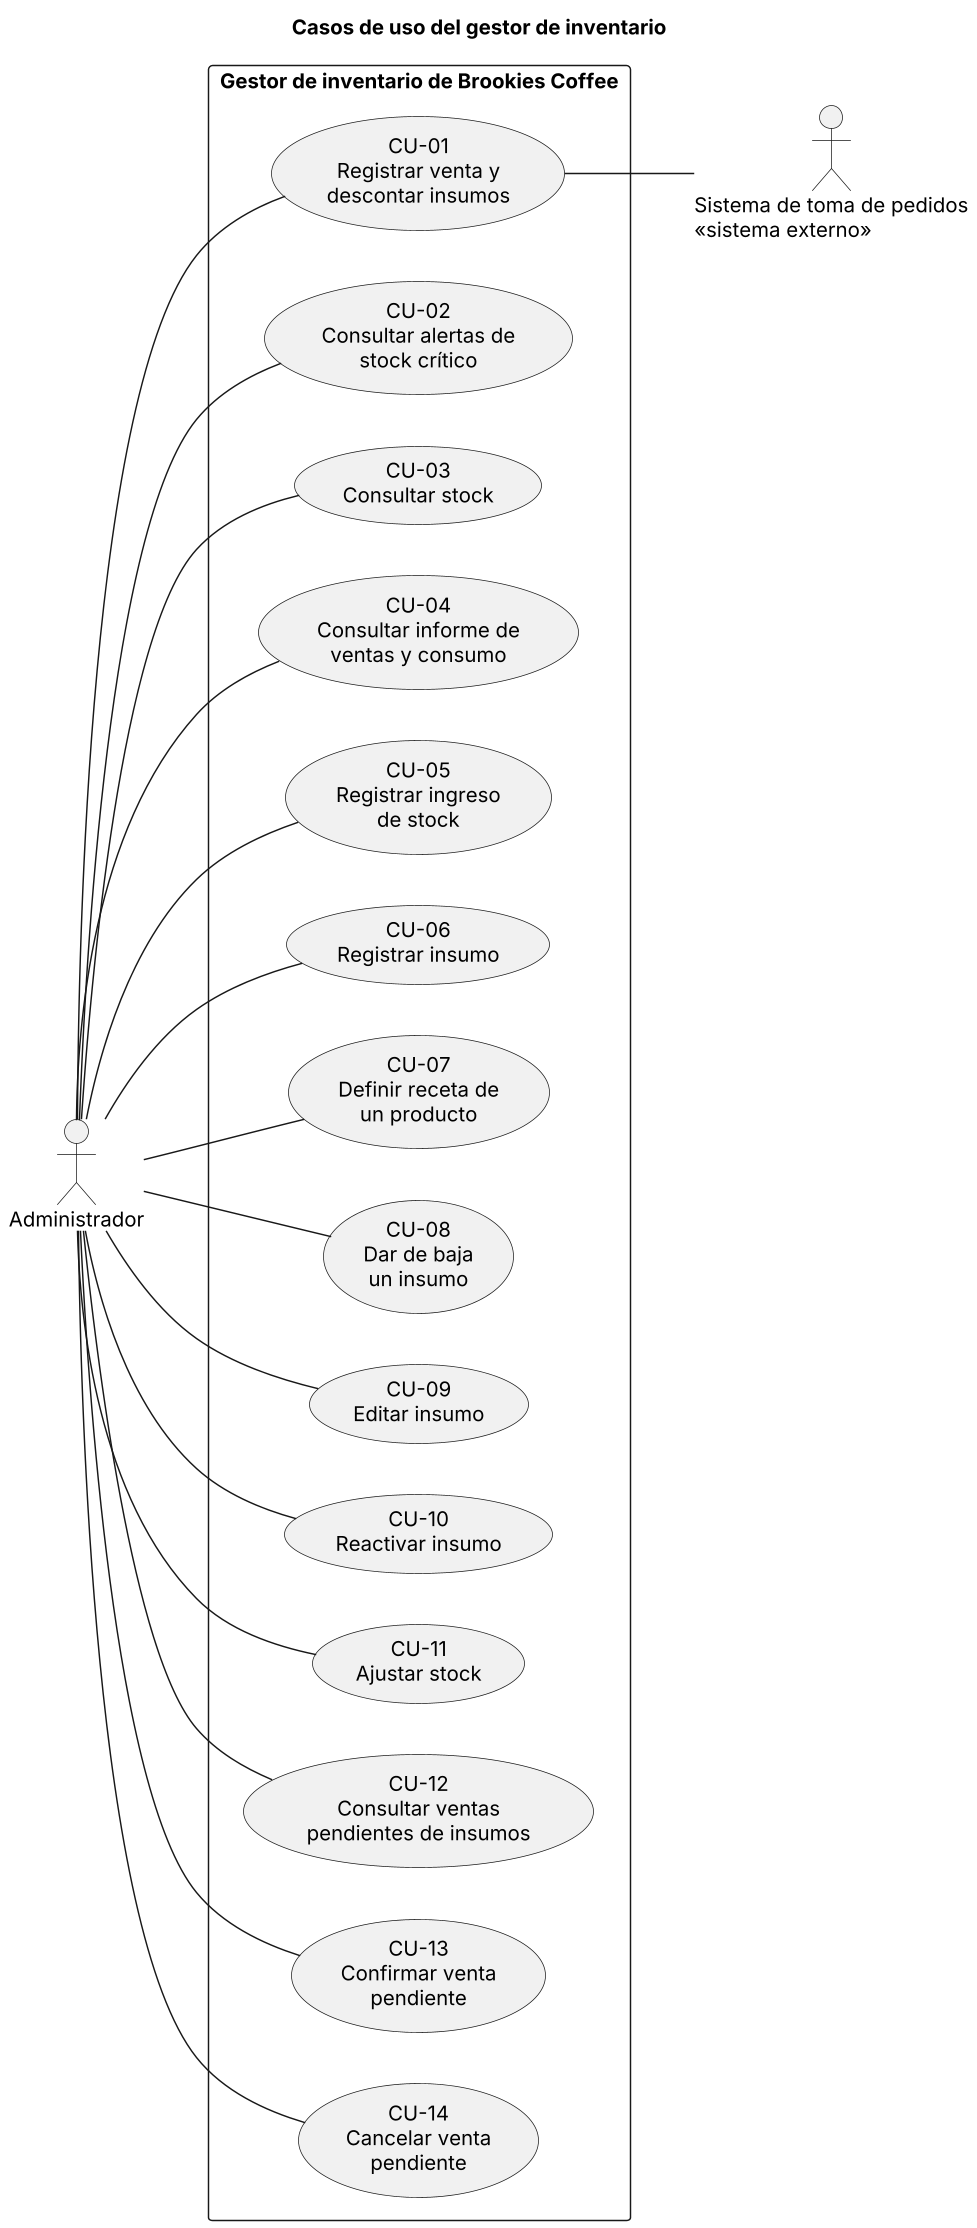 Casos de uso del gestor de inventario
Gestor de inventario de Brookies Coffee
CU-01
Registrar venta y
descontar insumos
Sistema de toma de pedidos
«sistema externo»
CU-02
Consultar alertas de
stock crítico
CU-03
Consultar stock
CU-04
Consultar informe de
ventas y consumo
CU-05
Registrar ingreso
de stock
CU-06
Registrar insumo
CU-07
Definir receta de
un producto
Administrador
CU-08
Dar de baja
un insumo
CU-09
Editar insumo
CU-10
Reactivar insumo
CU-11
Ajustar stock
CU-12
Consultar ventas
pendientes de insumos
CU-13
Confirmar venta
pendiente
CU-14
Cancelar venta
pendiente